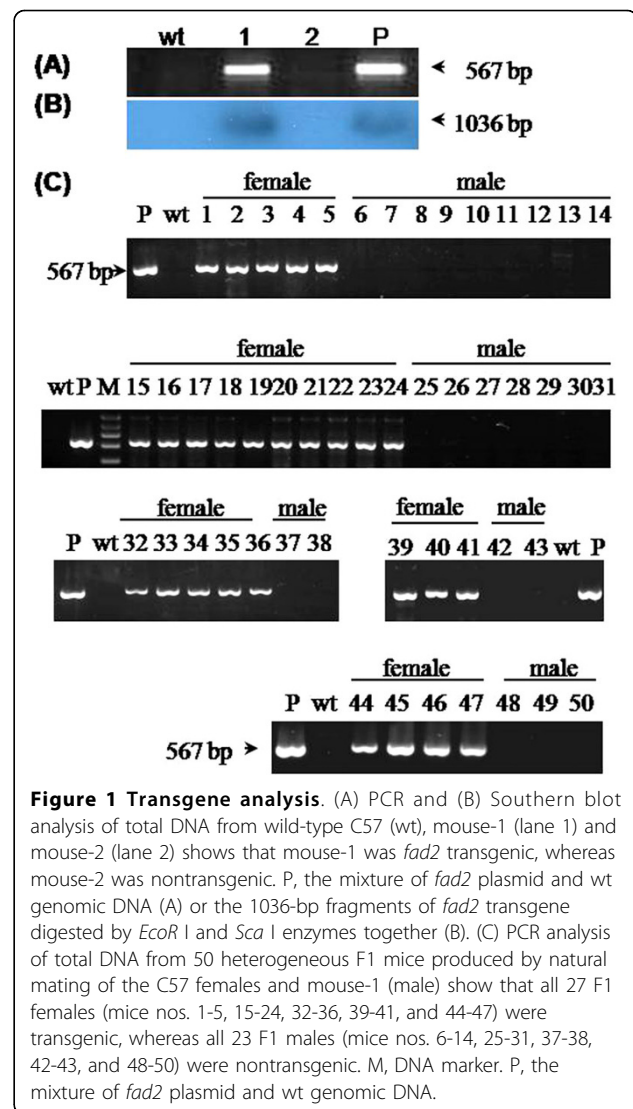 wt 1 2 P
(A)
567 bp
(B)
1036 bp
(C)
female male
P wt 1 2 3 4 5 6 7 8 9 10 11 12 13 14
567 bp
female male
wt P M 15 16 17 18 19 20 21 22 23 24 25 26 27 28 29 30 31
female male
P wt 32 33 34 35 36 37 38
female male
39 40 41 42 43 wt P
female male
P wt 44 45 46 47 48 49 50
567 bp
Figure 1 Transgene analysis. (A) PCR and (B) Southern blot
analysis of total DNA from wild-type C57 (wt), mouse-1 (lane 1) and
mouse-2 (lane 2) shows that mouse-1 was fad2 transgenic, whereas
mouse-2 was nontransgenic. P, the mixture of fad2 plasmid and wt
genomic DNA (A) or the 1036-bp fragments of fad2 transgene
digested by EcoR I and Sca I enzymes together (B). (C) PCR analysis
of total DNA from 50 heterogeneous F1 mice produced by natural
mating of the C57 females and mouse-1 (male) show that all 27 F1
females (mice nos. 1-5, 15-24, 32-36, 39-41, and 44-47) were
transgenic, whereas all 23 F1 males (mice nos. 6-14, 25-31, 37-38,
42-43, and 48-50) were nontransgenic. M, DNA marker. P, the
mixture of fad2 plasmid and wt genomic DNA.